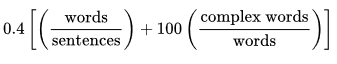 0.4 [ ( words / sentences ) + 100 ( complex words / words ) ]